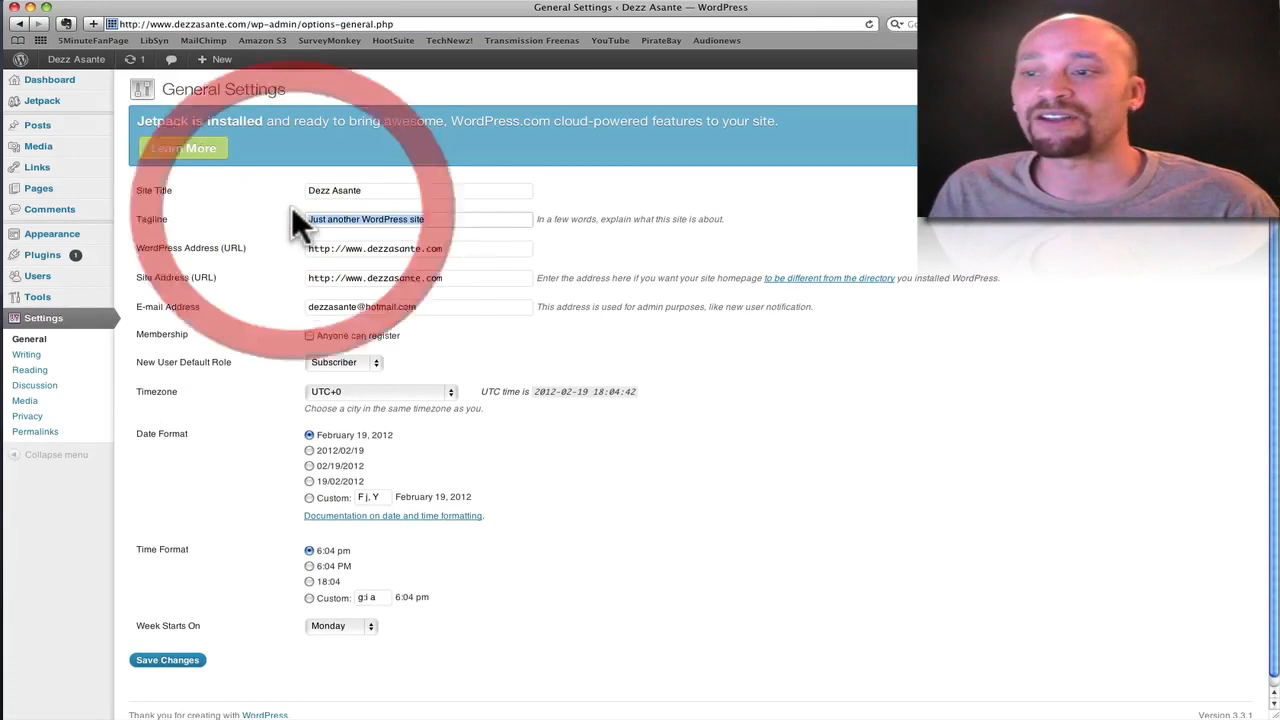 General Settings ‹ Dezz Asante — WordPress
http://www.dezzasante.com/wp-admin/options-general.php
5MinuteFanPage LibSyn MailChimp Amazon S3 SurveyMonkey HootSuite TechNewz! Transmission Freenas YouTube PirateBay Audionews
Dezz Asante 1 + New
Dashboard
Jetpack
Posts
Media
Links
Pages
Comments
Appearance
Plugins 1
Users
Tools
Settings
General
Writing
Reading
Discussion
Media
Privacy
Permalinks
Collapse menu
General Settings
Jetpack is installed and ready to bring awesome, WordPress.com cloud-powered features to your site.
Learn More
Site Title Dezz Asante
Tagline Just another WordPress site In a few words, explain what this site is about.
WordPress Address (URL) http://www.dezzasante.com
Site Address (URL) http://www.dezzasante.com Enter the address here if you want your site homepage to be different from the directory you installed WordPress.
E-mail Address dezzasante@hotmail.com This address is used for admin purposes, like new user notification.
Membership Anyone can register
New User Default Role Subscriber
Timezone UTC+0 UTC time is 2012-02-19 18:04:42
Choose a city in the same timezone as you.
Date Format February 19, 2012
2012/02/19
02/19/2012
19/02/2012
Custom: F j, Y February 19, 2012
Documentation on date and time formatting.
Time Format 6:04 pm
6:04 PM
18:04
Custom: g:i a 6:04 pm
Week Starts On Monday
Save Changes
Thank you for creating with WordPress. Version 3.3.1